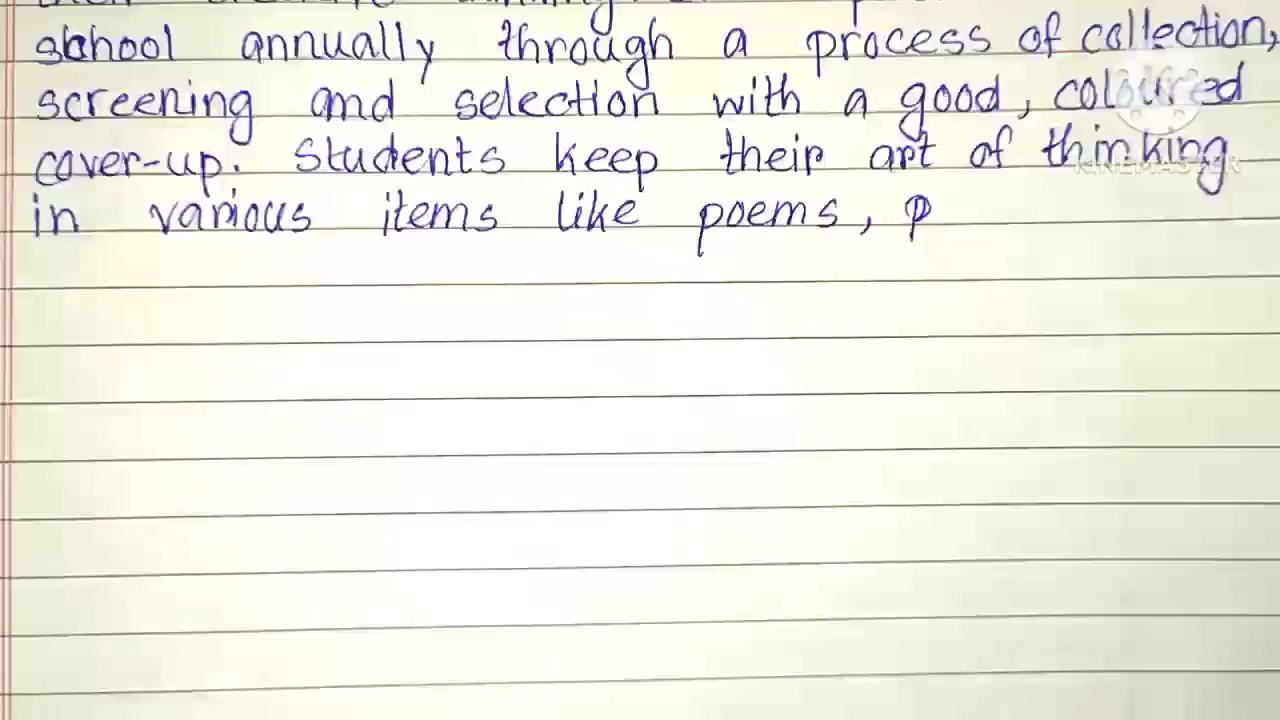 school annually through a process of collection,
screening and selection with a good, coloured
cover-up. Students keep their art of thinking
in various items like poems, p
KINEMASTER